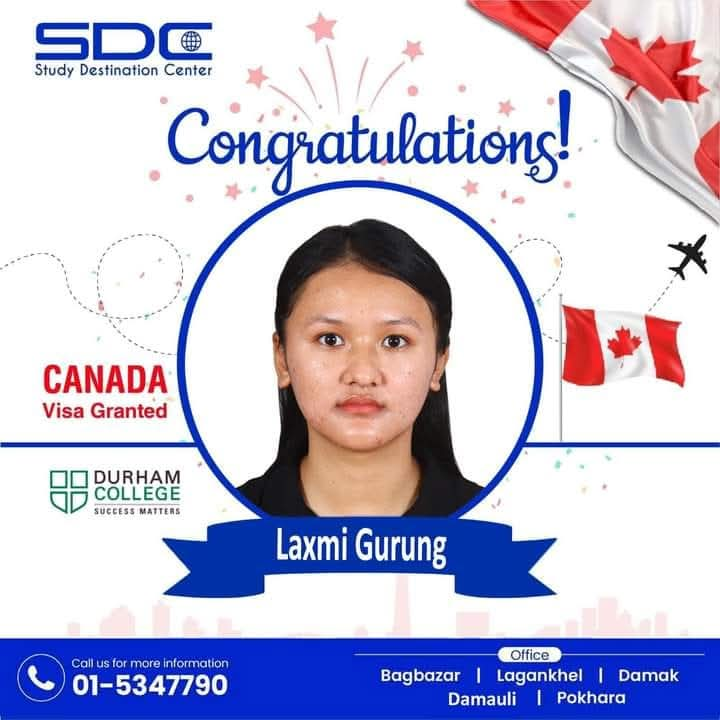 SDC
Study Destination Center
Congratulations!
CANADA
Visa Granted
DURHAM
COLLEGE
SUCCESS MATTERS
Laxmi Gurung
Call us for more information
01-5347790
Office
Bagbazar | Lagankhel | Damak
Damauli | Pokhara